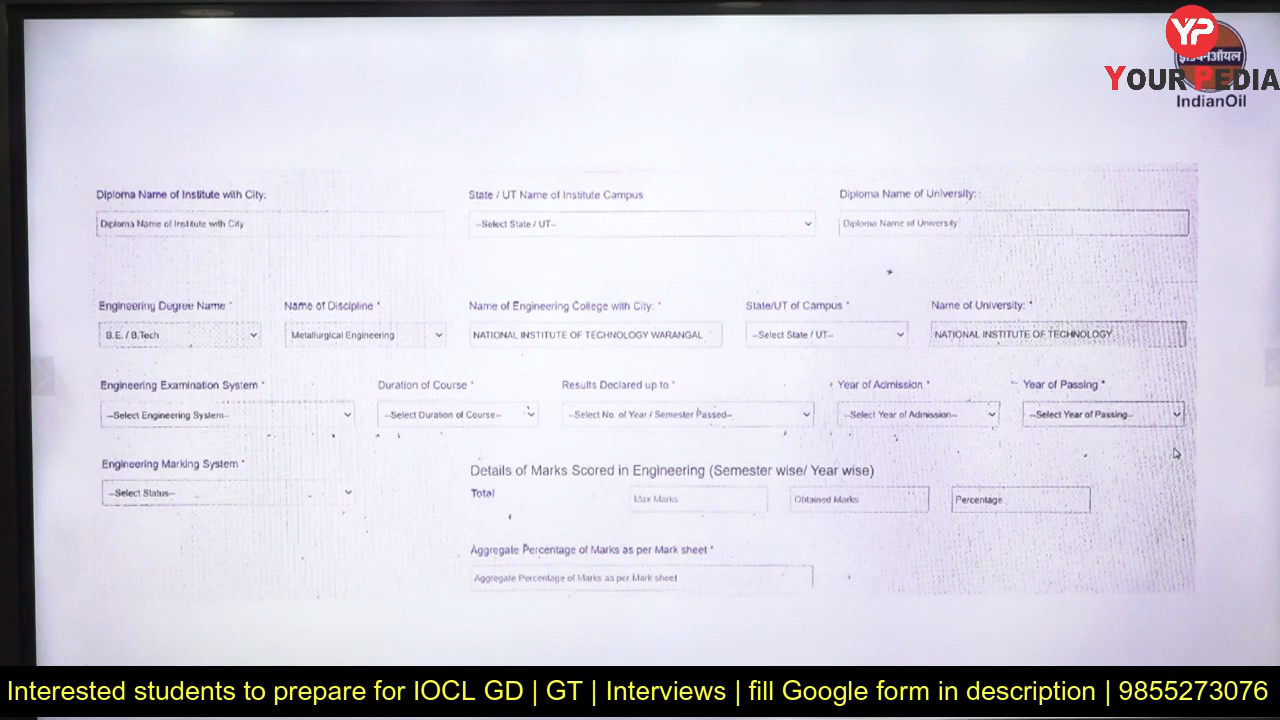 YP
YOUR PEDIA
IndianOil
Diploma Name of Institute with City: State / UT Name of Institute Campus Diploma Name of University:
Diploma Name of Institute with City --Select State / UT-- Diploma Name of University
Engineering Degree Name * Name of Discipline * Name of Engineering College with City: * State/UT of Campus * Name of University: *
B.E. / B.Tech Metallurgical Engineering NATIONAL INSTITUTE OF TECHNOLOGY WARANGAL --Select State / UT-- NATIONAL INSTITUTE OF TECHNOLOGY
Engineering Examination System * Duration of Course * Results Declared up to * Year of Admission * Year of Passing *
--Select Engineering System-- --Select Duration of Course-- --Select No. of Year / Semester Passed-- --Select Year of Admission-- --Select Year of Passing--
Engineering Marking System * Details of Marks Scored in Engineering (Semester wise/ Year wise)
--Select Status-- Total Max Marks Obtained Marks Percentage
Aggregate Percentage of Marks as per Mark sheet *
Aggregate Percentage of Marks as per Mark sheet
Interested students to prepare for IOCL GD | GT | Interviews | fill Google form in description | 9855273076